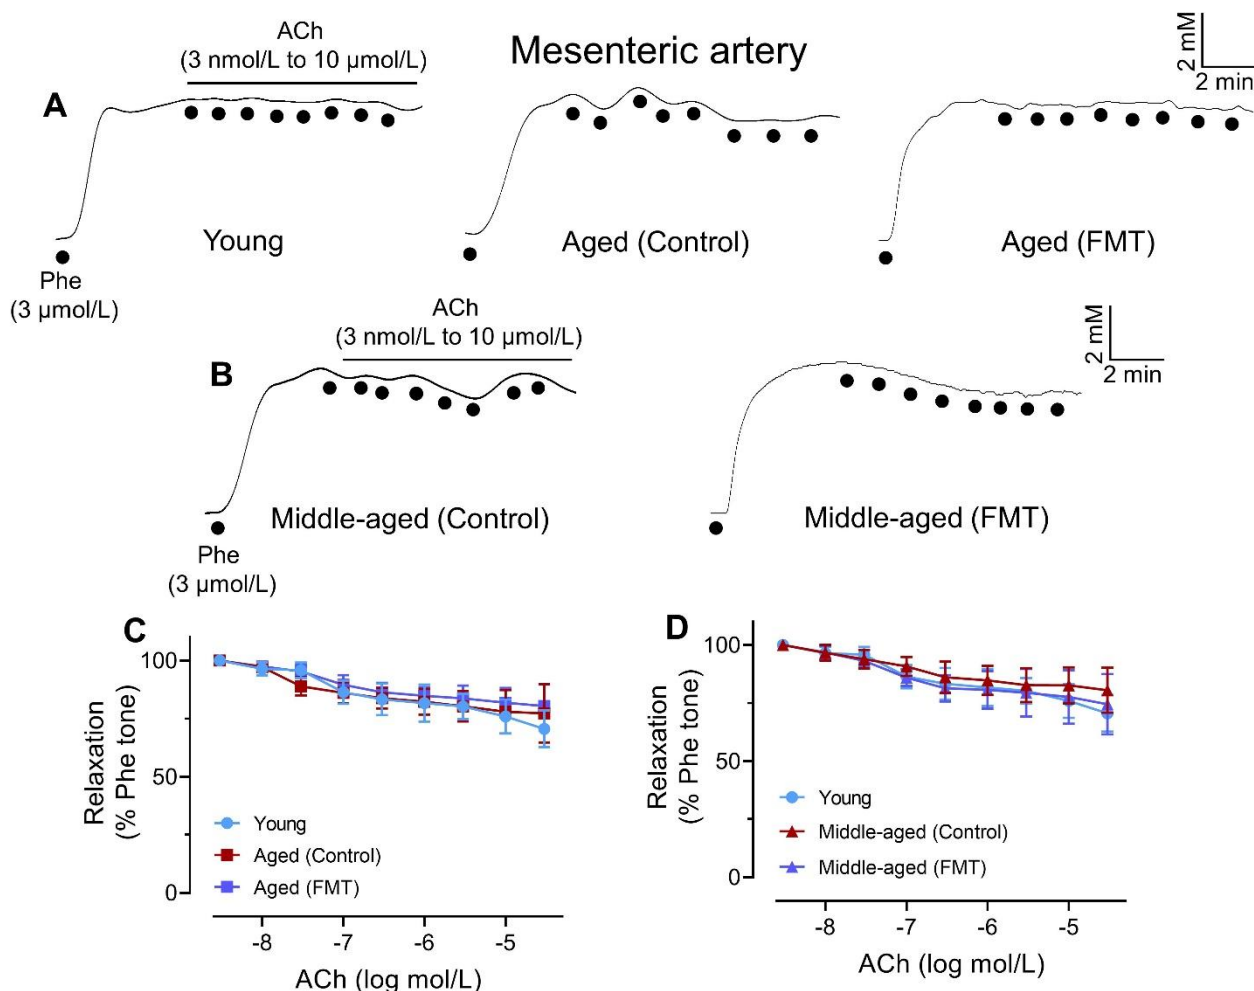 ACh
(3 nmol/L to 10 µmol/L)
Mesenteric artery
2 mM
2 min
A
Young
Aged (Control)
Aged (FMT)
Phe
(3 µmol/L)
ACh
(3 nmol/L to 10 µmol/L)
2 mM
2 min
B
Middle-aged (Control)
Middle-aged (FMT)
Phe
(3 µmol/L)
C
Relaxation
(% Phe tone)
100
50
0
Young
Aged (Control)
Aged (FMT)
-8 -7 -6 -5
ACh (log mol/L)
D
Relaxation
(% Phe tone)
100
50
0
Young
Middle-aged (Control)
Middle-aged (FMT)
-8 -7 -6 -5
ACh (log mol/L)